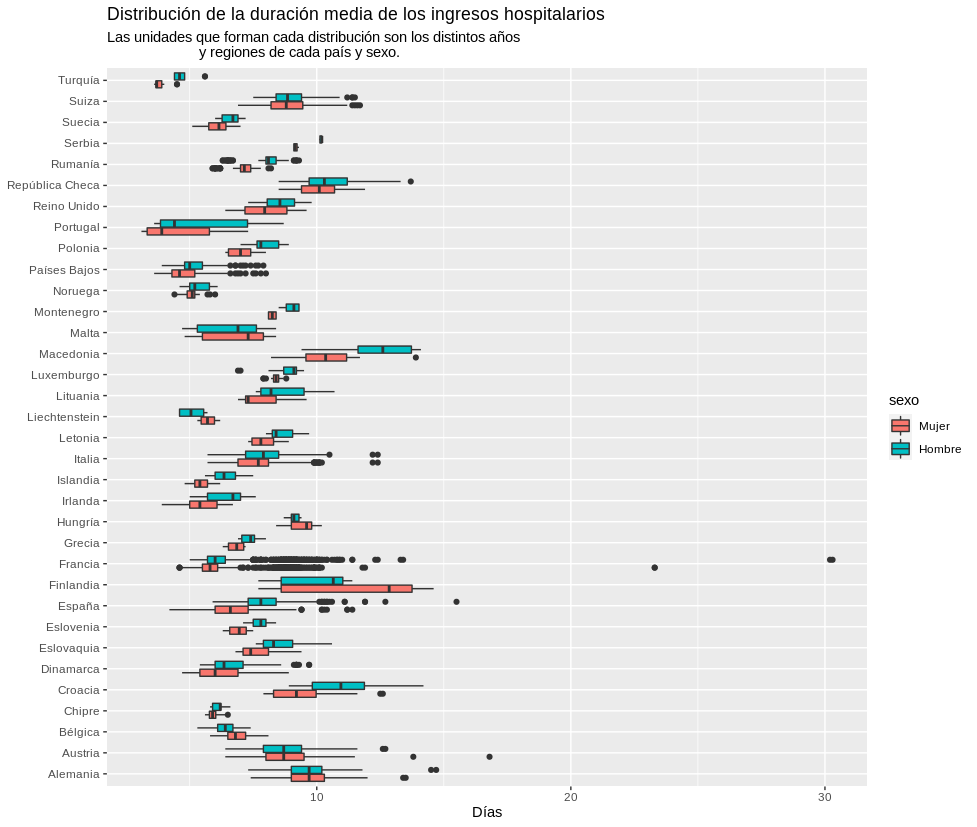 Distribución de la duración media de los ingresos hospitalarios
Las unidades que forman cada distribución son los distintos años
y regiones de cada país y sexo.
Turquía
Suiza
Suecia
Serbia
Rumania
República Checa
Reino Unido
Portugal
Polonia
Países Bajos
Noruega
Montenegro
Malta
Macedonia
Luxemburgo
Lituania
Liechtenstein
Letonia
Italia
Islandia
Irlanda
Hungría
Grecia
Francia
Finlandia
España
Eslovenia
Eslovaquia
Dinamarca
Croacia
Chipre
Bélgica
Austria
Alemania
10
20
30
Días
sexo
Mujer
Hombre